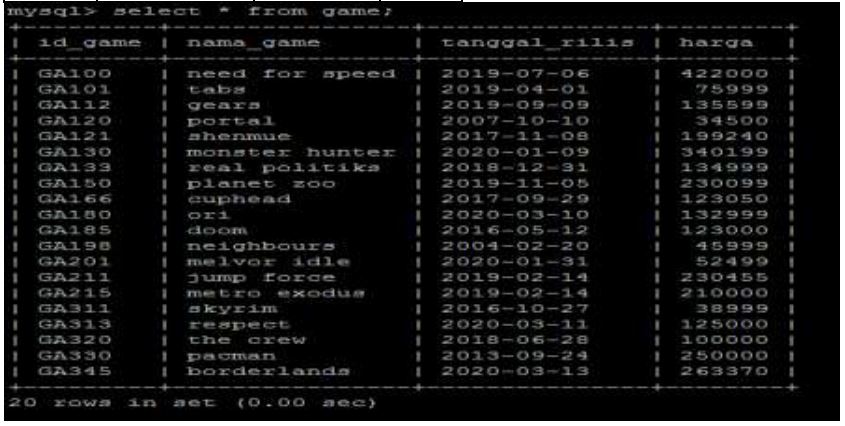 mysql> select * from game;
+---------+----------------+---------------+--------+
| id_game | nama_game | tanggal_rilis | harga |
+---------+----------------+---------------+--------+
| GA100 | need for speed | 2019-07-06 | 422000 |
| GA101 | tabs | 2019-04-01 | 75999 |
| GA112 | gears | 2019-09-09 | 135599 |
| GA120 | portal | 2007-10-10 | 34500 |
| GA121 | shenmue | 2017-11-08 | 199240 |
| GA130 | monster hunter | 2020-01-09 | 340199 |
| GA133 | real politiks | 2018-12-31 | 134999 |
| GA150 | planet zoo | 2019-11-05 | 230099 |
| GA166 | cuphead | 2017-09-29 | 123050 |
| GA180 | ori | 2020-03-10 | 132999 |
| GA185 | doom | 2016-05-12 | 123000 |
| GA198 | neighbours | 2004-02-20 | 45999 |
| GA201 | melvor idle | 2020-01-31 | 52499 |
| GA211 | jump force | 2019-02-14 | 230455 |
| GA215 | metro exodus | 2019-02-14 | 210000 |
| GA311 | skyrim | 2016-10-27 | 38999 |
| GA313 | respect | 2020-03-11 | 125000 |
| GA320 | the crew | 2018-06-28 | 100000 |
| GA330 | pacman | 2013-09-24 | 250000 |
| GA345 | borderlands | 2020-03-13 | 263370 |
+---------+----------------+---------------+--------+
20 rows in set (0.00 sec)